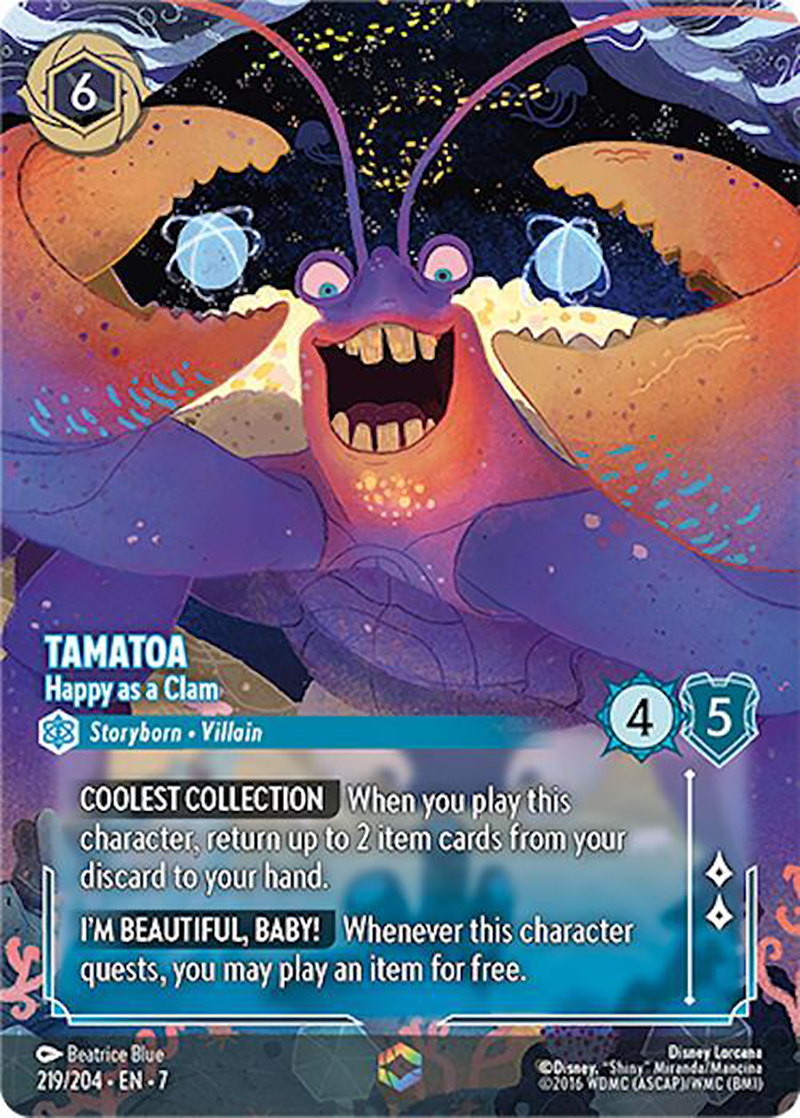 6
TAMATOA
Happy as a Clam
Storyborn • Villain
4 5
COOLEST COLLECTION When you play this
character, return up to 2 item cards from your
discard to your hand.
I'M BEAUTIFUL, BABY! Whenever this character
quests, you may play an item for free.
Beatrice Blue
219/204 • EN • 7
Disney Lorcana
©Disney. "Shiny" Miranda/Mancina
©2016 WDMC (ASCAP)/WMC (BMI)